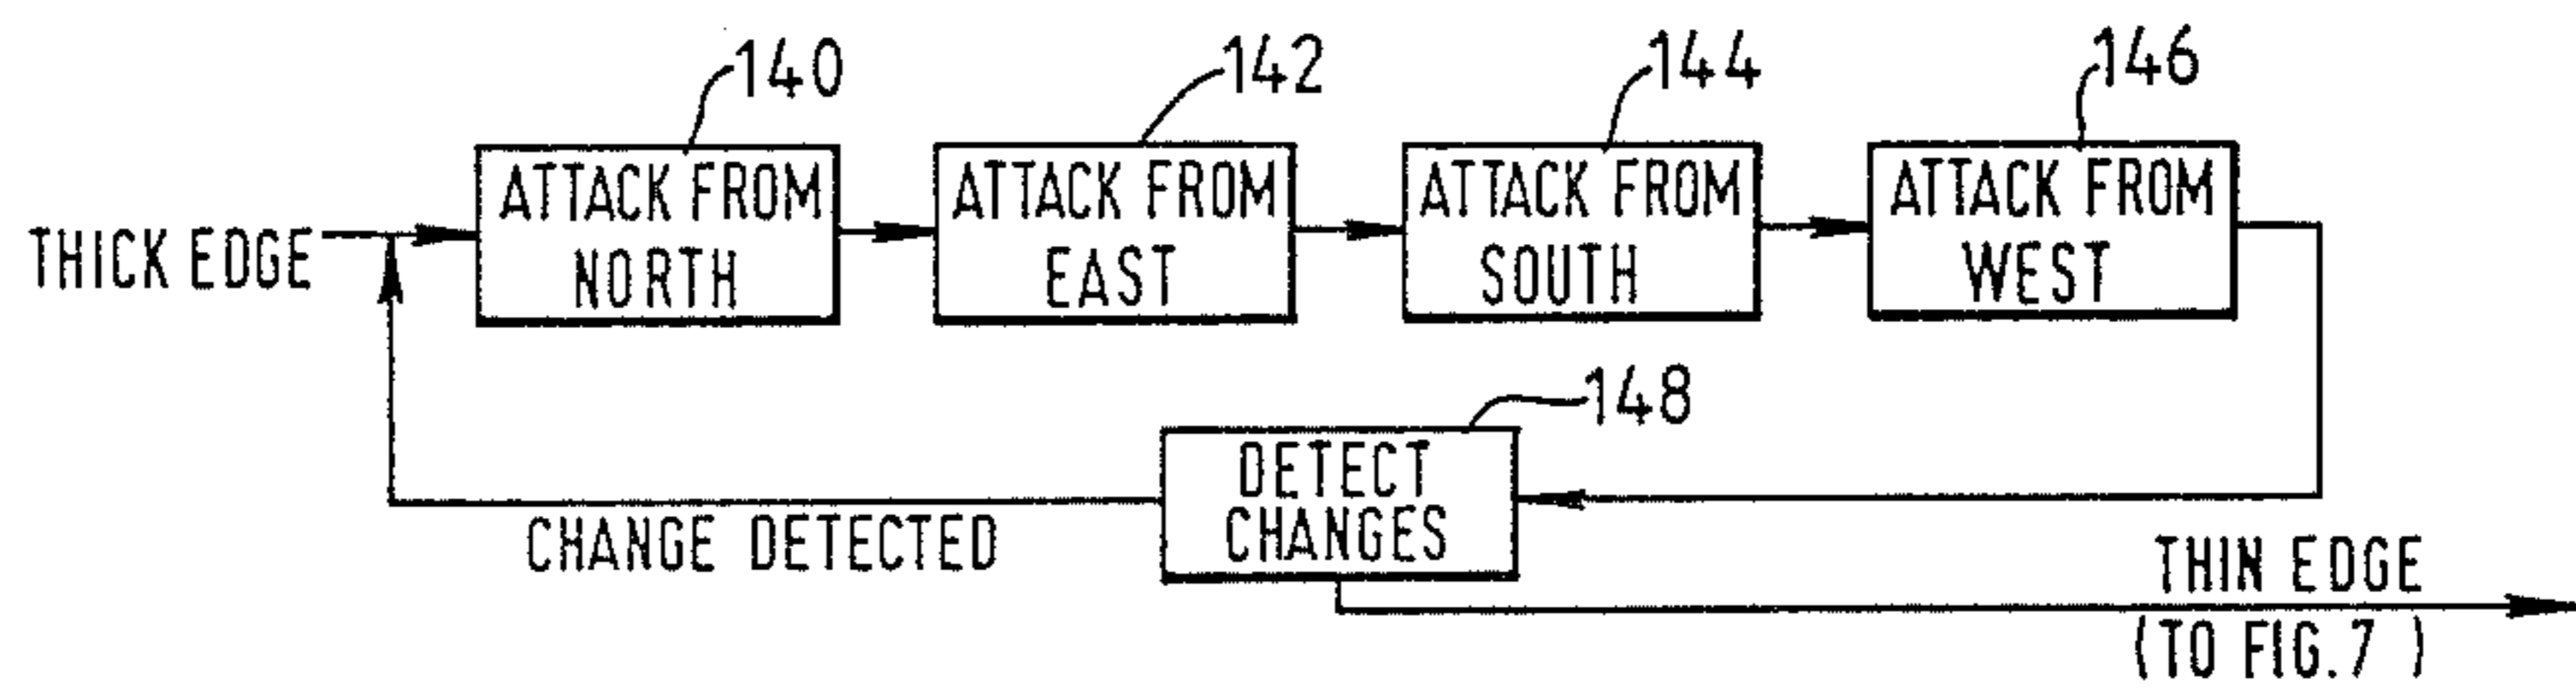 140
142
144
146
THICK EDGE
ATTACK FROM
NORTH
ATTACK FROM
EAST
ATTACK FROM
SOUTH
ATTACK FROM
WEST
148
DETECT
CHANGES
CHANGE DETECTED
THIN EDGE
(TO FIG.7 )